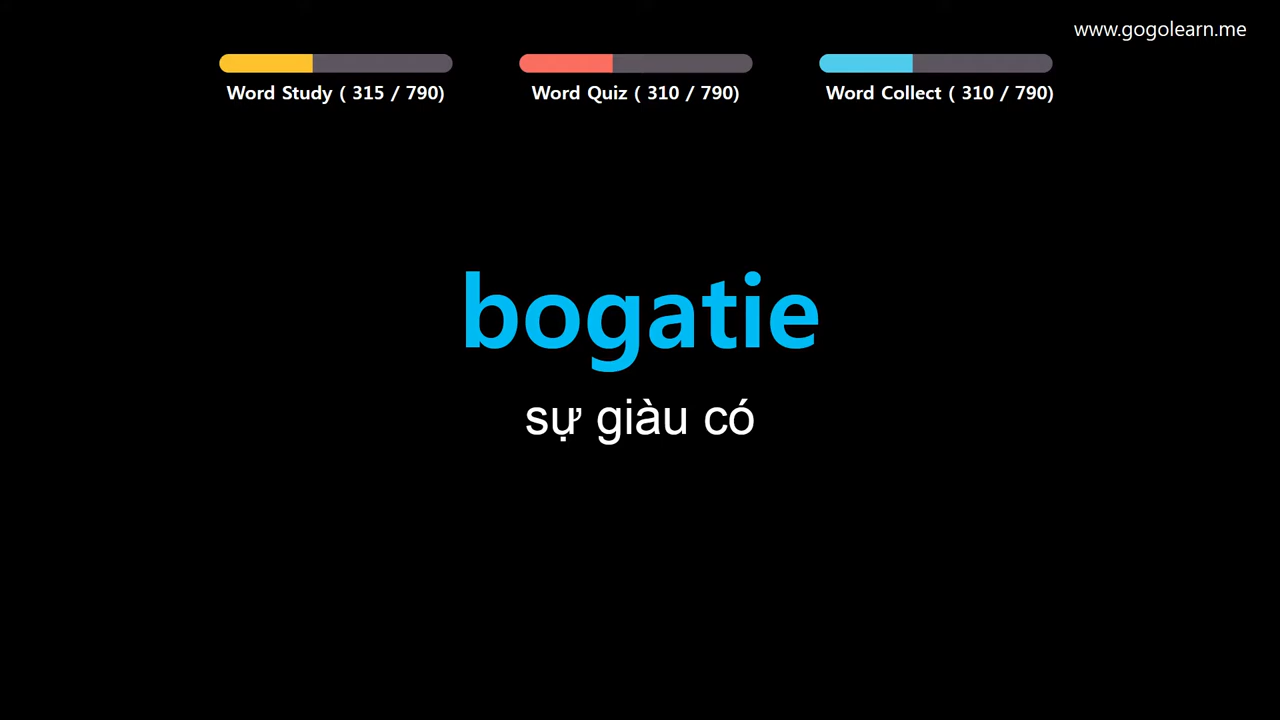 www.gogolearn.me
Word Study ( 315 / 790)
Word Quiz ( 310 / 790)
Word Collect ( 310 / 790)
bogatie
sự giàu có